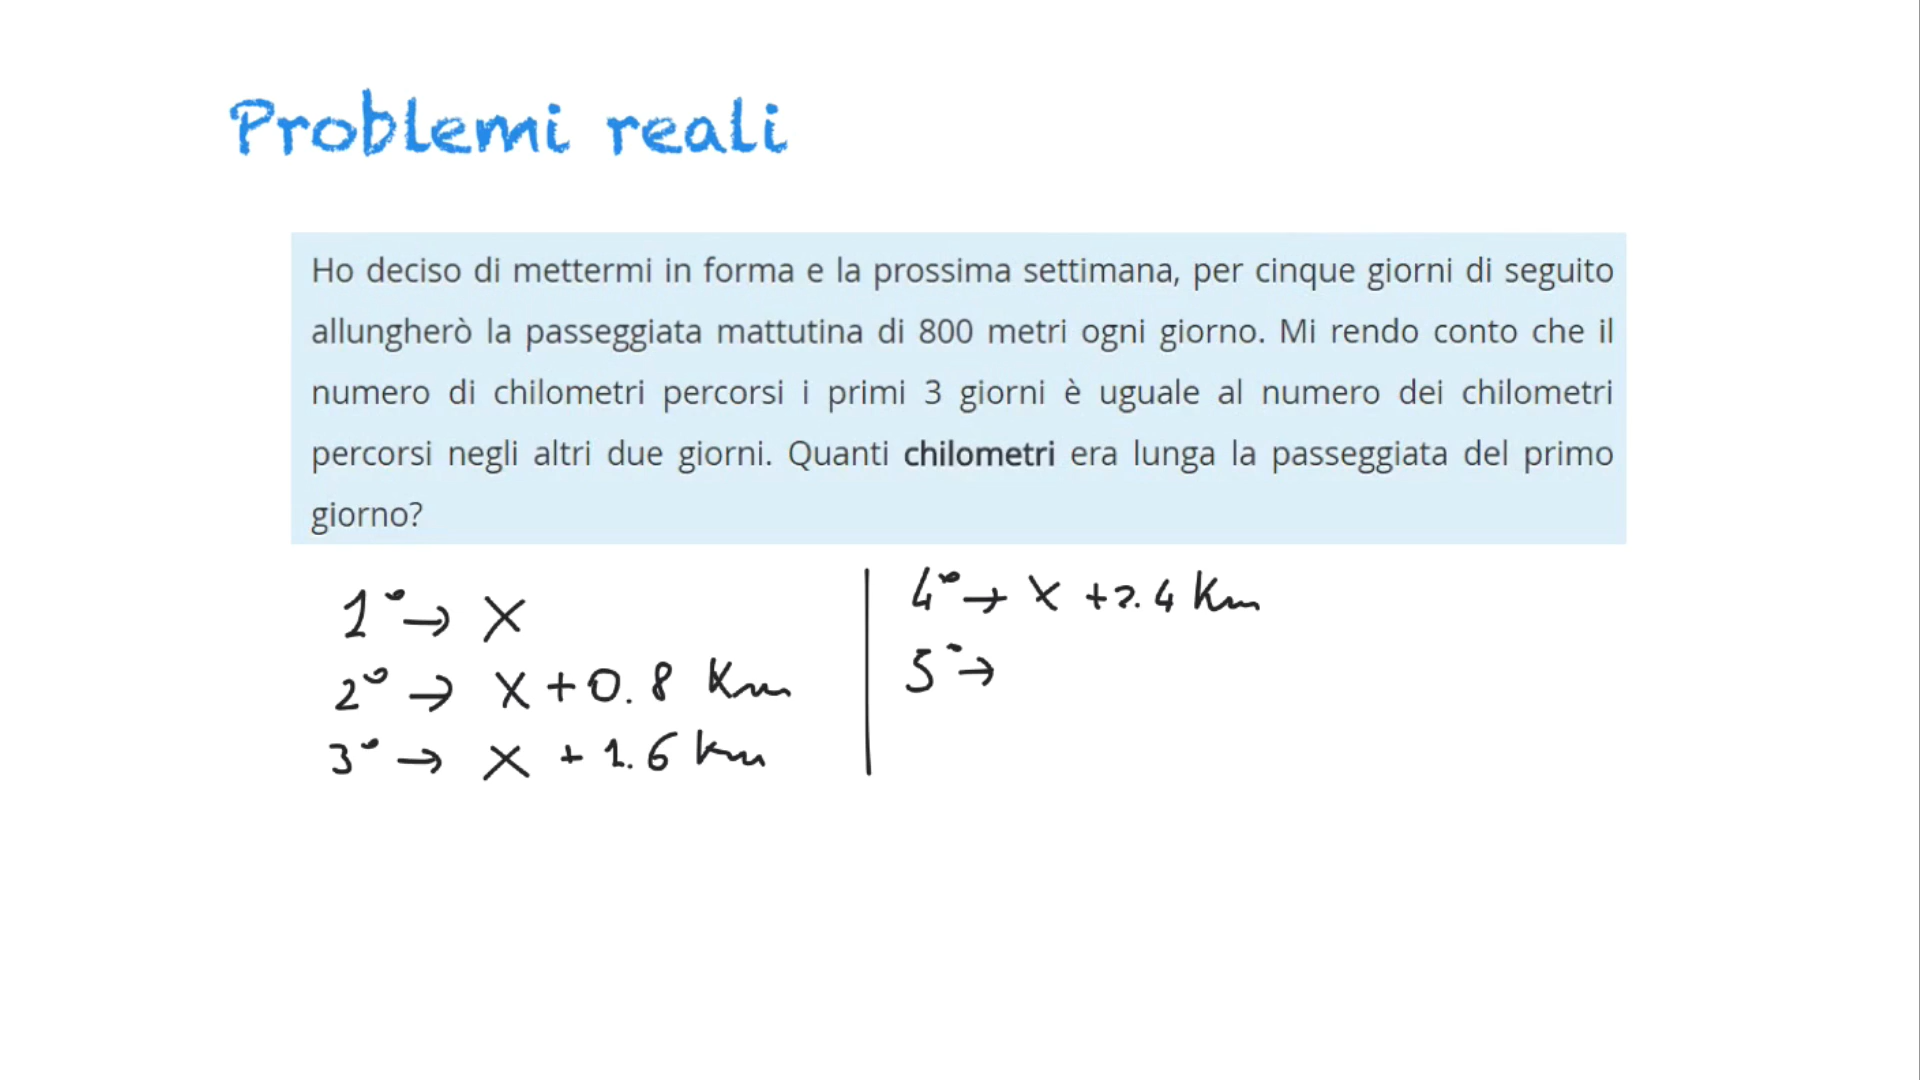 Problemi reali
Ho deciso di mettermi in forma e la prossima settimana, per cinque giorni di seguito
allungherò la passeggiata mattutina di 800 metri ogni giorno. Mi rendo conto che il
numero di chilometri percorsi i primi 3 giorni è uguale al numero dei chilometri
percorsi negli altri due giorni. Quanti chilometri era lunga la passeggiata del primo
giorno?
1° → x
2° → x + 0.8 Km
3° → x + 1.6 km
4° → x + 2.4 Km
5° →